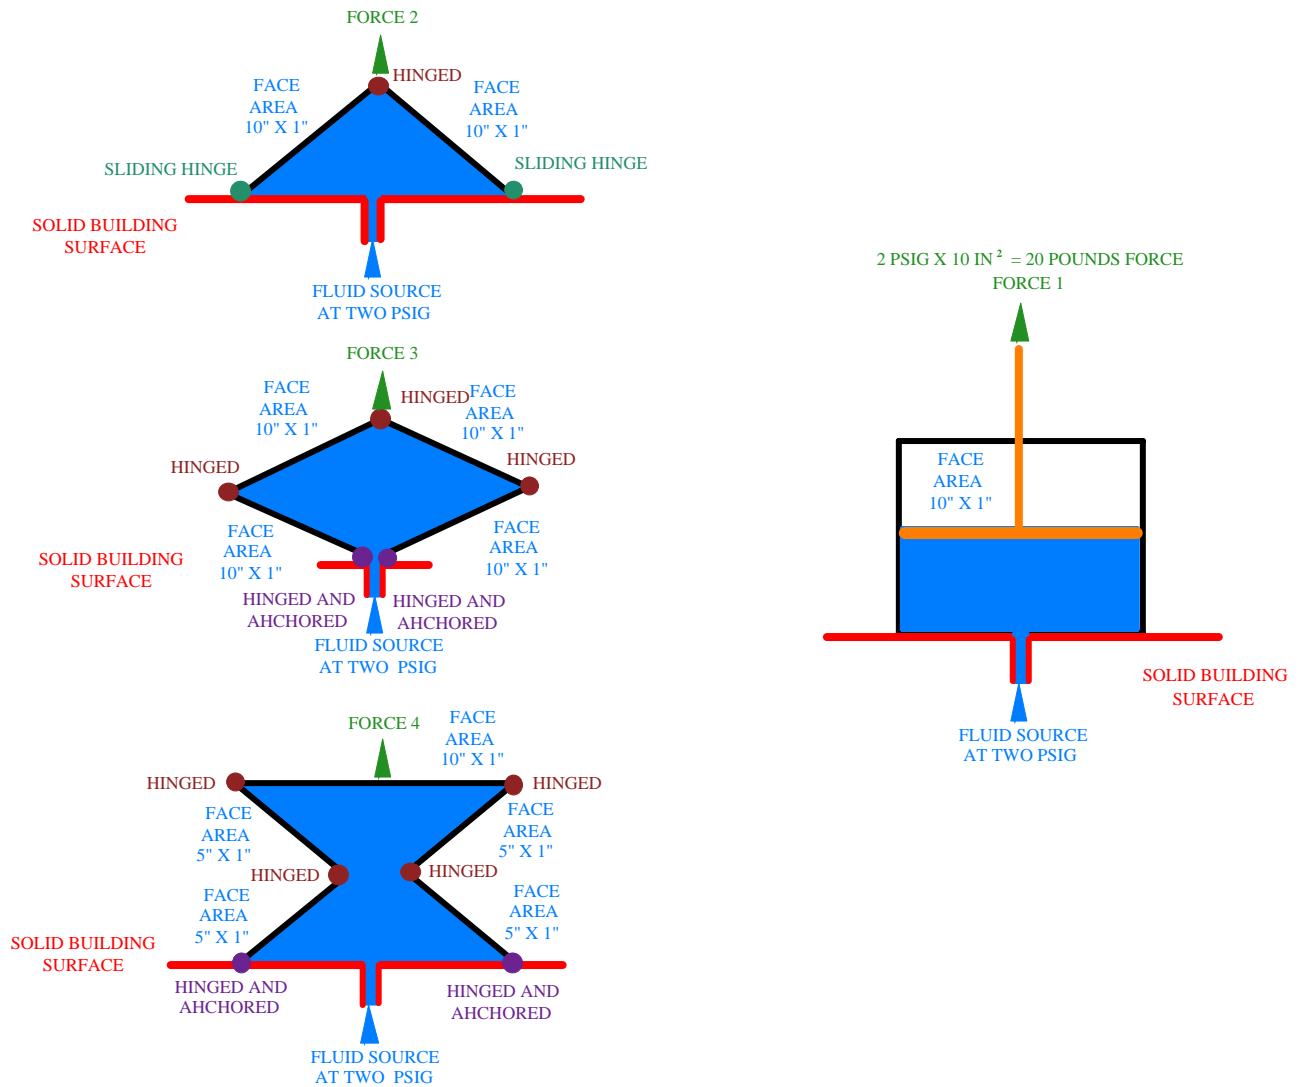 FORCE 2
HINGED
FACE
AREA
10" X 1"
FACE
AREA
10" X 1"
SLIDING HINGE
SLIDING HINGE
SOLID BUILDING
SURFACE
FLUID SOURCE
AT TWO PSIG
FORCE 3
HINGED
FACE
AREA
10" X 1"
FACE
AREA
10" X 1"
HINGED
HINGED
FACE
AREA
10" X 1"
FACE
AREA
10" X 1"
SOLID BUILDING
SURFACE
HINGED AND
AHCHORED
HINGED AND
AHCHORED
FLUID SOURCE
AT TWO PSIG
FORCE 4
FACE
AREA
10" X 1"
HINGED
HINGED
FACE
AREA
5" X 1"
FACE
AREA
5" X 1"
HINGED
HINGED
FACE
AREA
5" X 1"
FACE
AREA
5" X 1"
SOLID BUILDING
SURFACE
HINGED AND
AHCHORED
HINGED AND
AHCHORED
FLUID SOURCE
AT TWO PSIG
2 PSIG X 10 IN² = 20 POUNDS FORCE
FORCE 1
FACE
AREA
10" X 1"
SOLID BUILDING
SURFACE
FLUID SOURCE
AT TWO PSIG